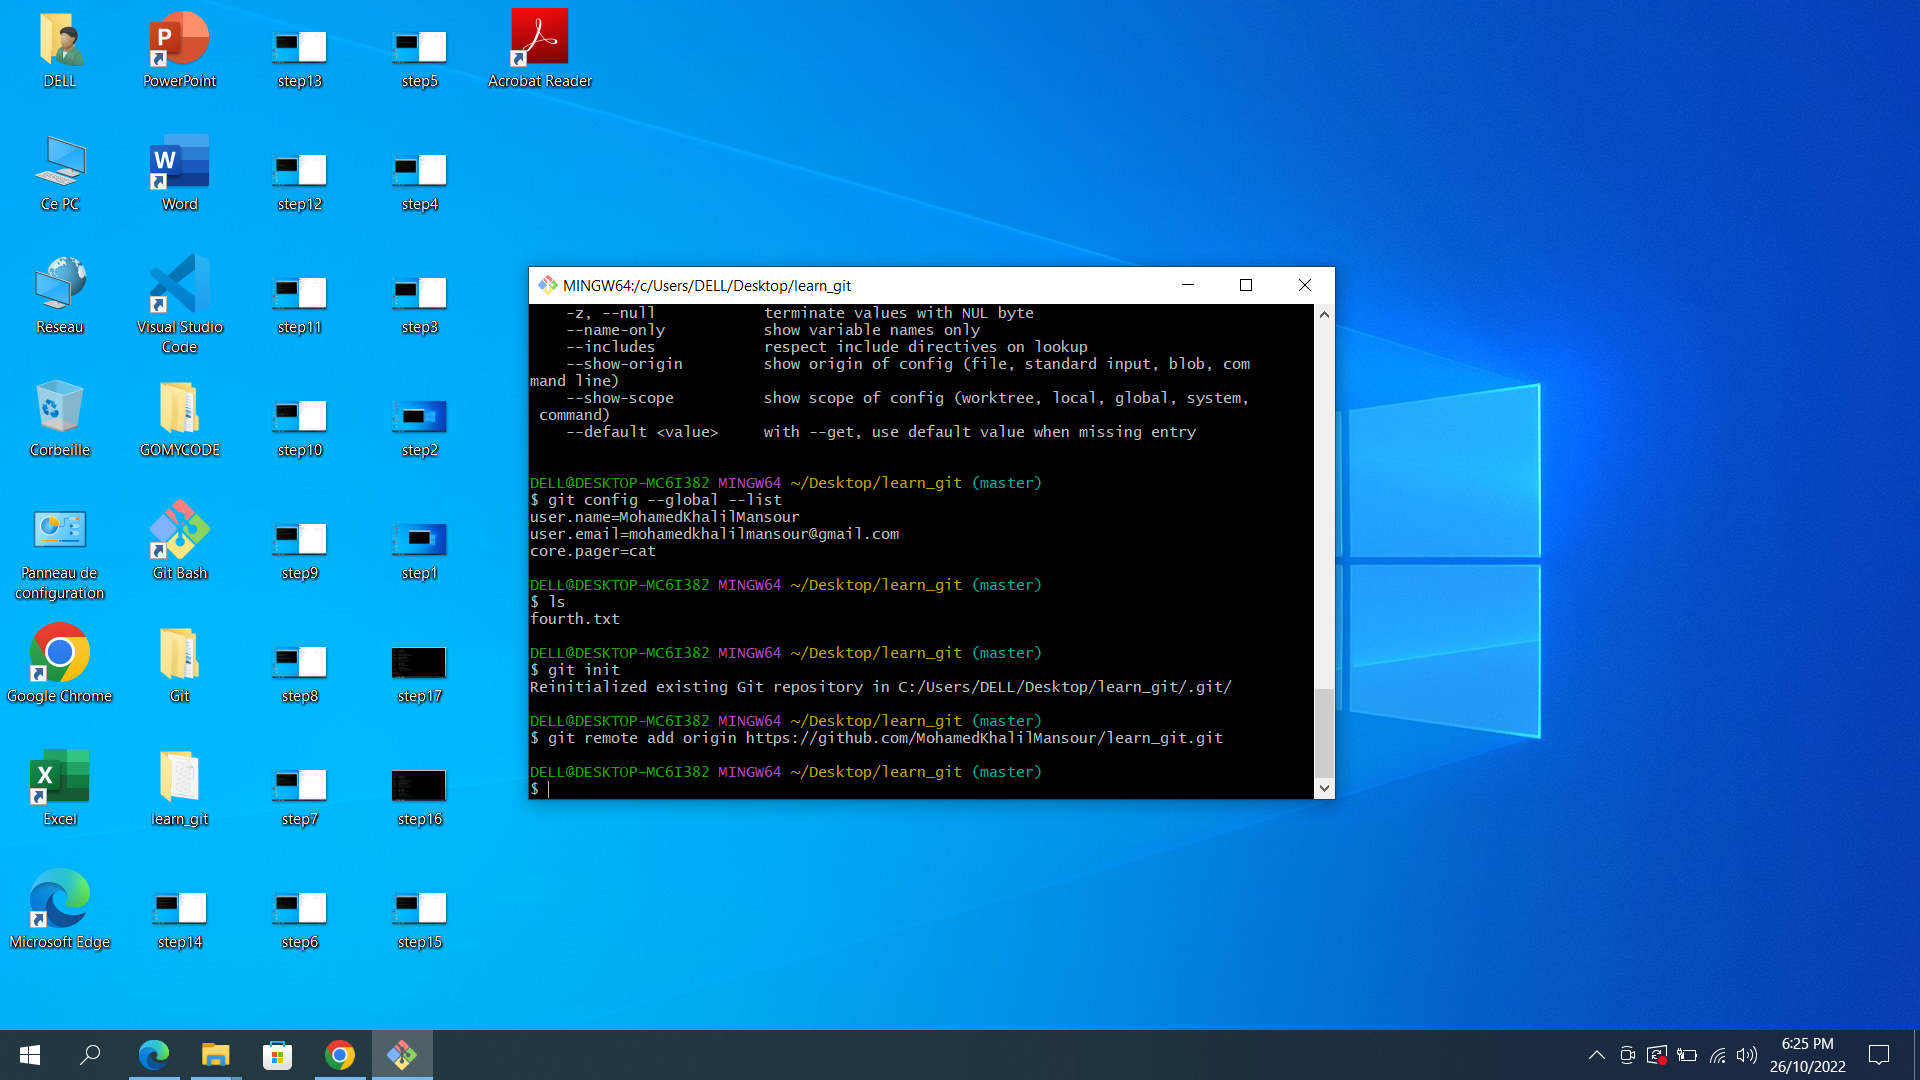 DELL
PowerPoint
step13
step5
Acrobat Reader
Ce PC
Word
step12
step4
Réseau
Visual Studio
Code
step11
step3
Corbeille
GOMYCODE
step10
step2
Panneau de
configuration
Git Bash
step9
step1
Google Chrome
Git
step8
step17
Excel
learn_git
step7
step16
Microsoft Edge
step14
step6
step15
MINGW64:/c/Users/DELL/Desktop/learn_git
-z, --null terminate values with NUL byte
--name-only show variable names only
--includes respect include directives on lookup
--show-origin show origin of config (file, standard input, blob, com
mand line)
--show-scope show scope of config (worktree, local, global, system,
command)
--default <value> with --get, use default value when missing entry
DELL@DESKTOP-MC6I382 MINGW64 ~/Desktop/learn_git (master)
$ git config --global --list
user.name=MohamedKhalilMansour
user.email=mohamedkhalilmansour@gmail.com
core.pager=cat
DELL@DESKTOP-MC6I382 MINGW64 ~/Desktop/learn_git (master)
$ ls
fourth.txt
DELL@DESKTOP-MC6I382 MINGW64 ~/Desktop/learn_git (master)
$ git init
Reinitialized existing Git repository in C:/Users/DELL/Desktop/learn_git/.git/
DELL@DESKTOP-MC6I382 MINGW64 ~/Desktop/learn_git (master)
$ git remote add origin https://github.com/MohamedKhalilMansour/learn_git.git
DELL@DESKTOP-MC6I382 MINGW64 ~/Desktop/learn_git (master)
$
6:25 PM
26/10/2022